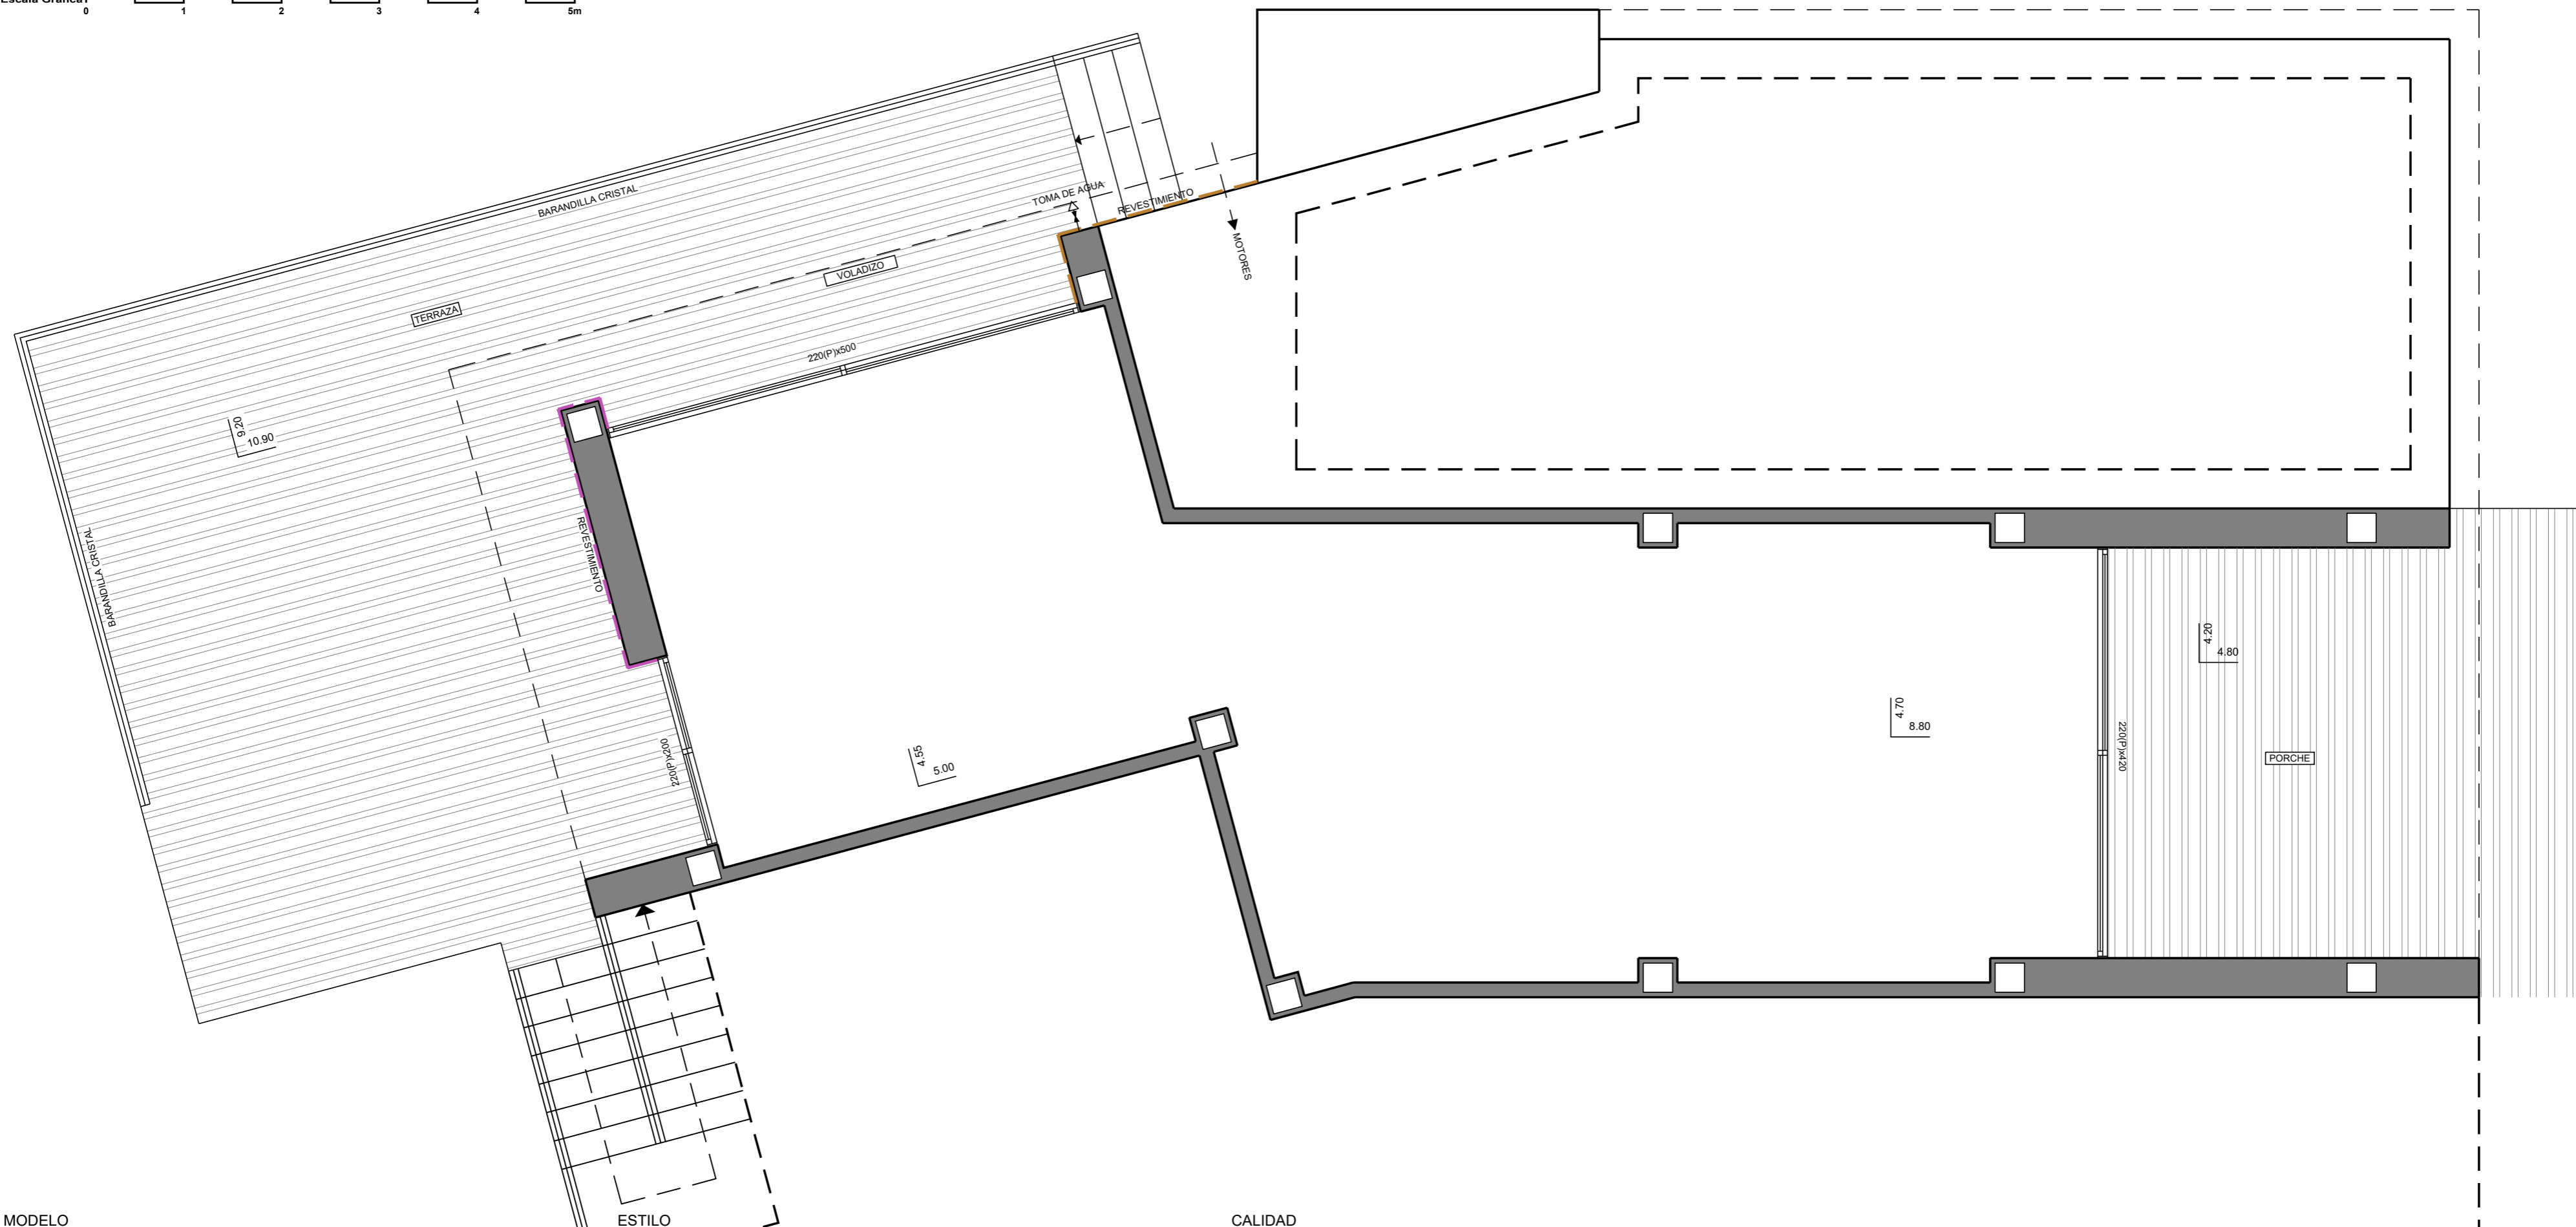 Escala Gráfica
0 1 2 3 4 5m
BARANDILLA CRISTAL
TOMA DE AGUA
REVESTIMIENTO
MOTORES
VOLADIZO
TERRAZA
220(P)x500
9.20
10.90
BARANDILLA CRISTAL
REVESTIMIENTO
220(P)x200
4.55
5.00
4.70
8.80
4.20
4.80
220(P)x420
PORCHE
MODELO
ESTILO
CALIDAD